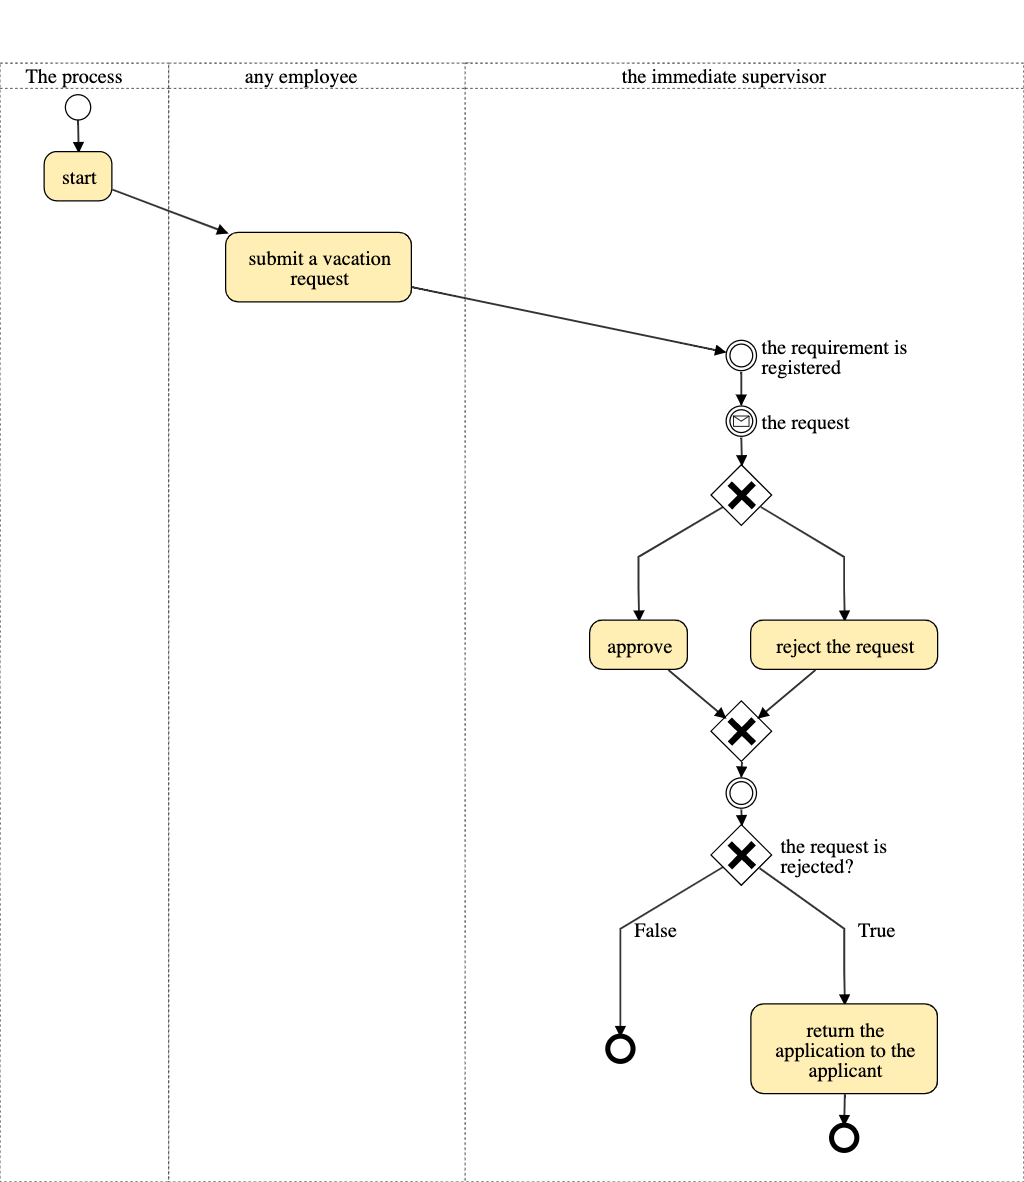 The process
any employee
the immediate supervisor
start
submit a vacation
request
the requirement is
registered
the request
approve
reject the request
the request is
rejected?
False
True
return the
application to the
applicant